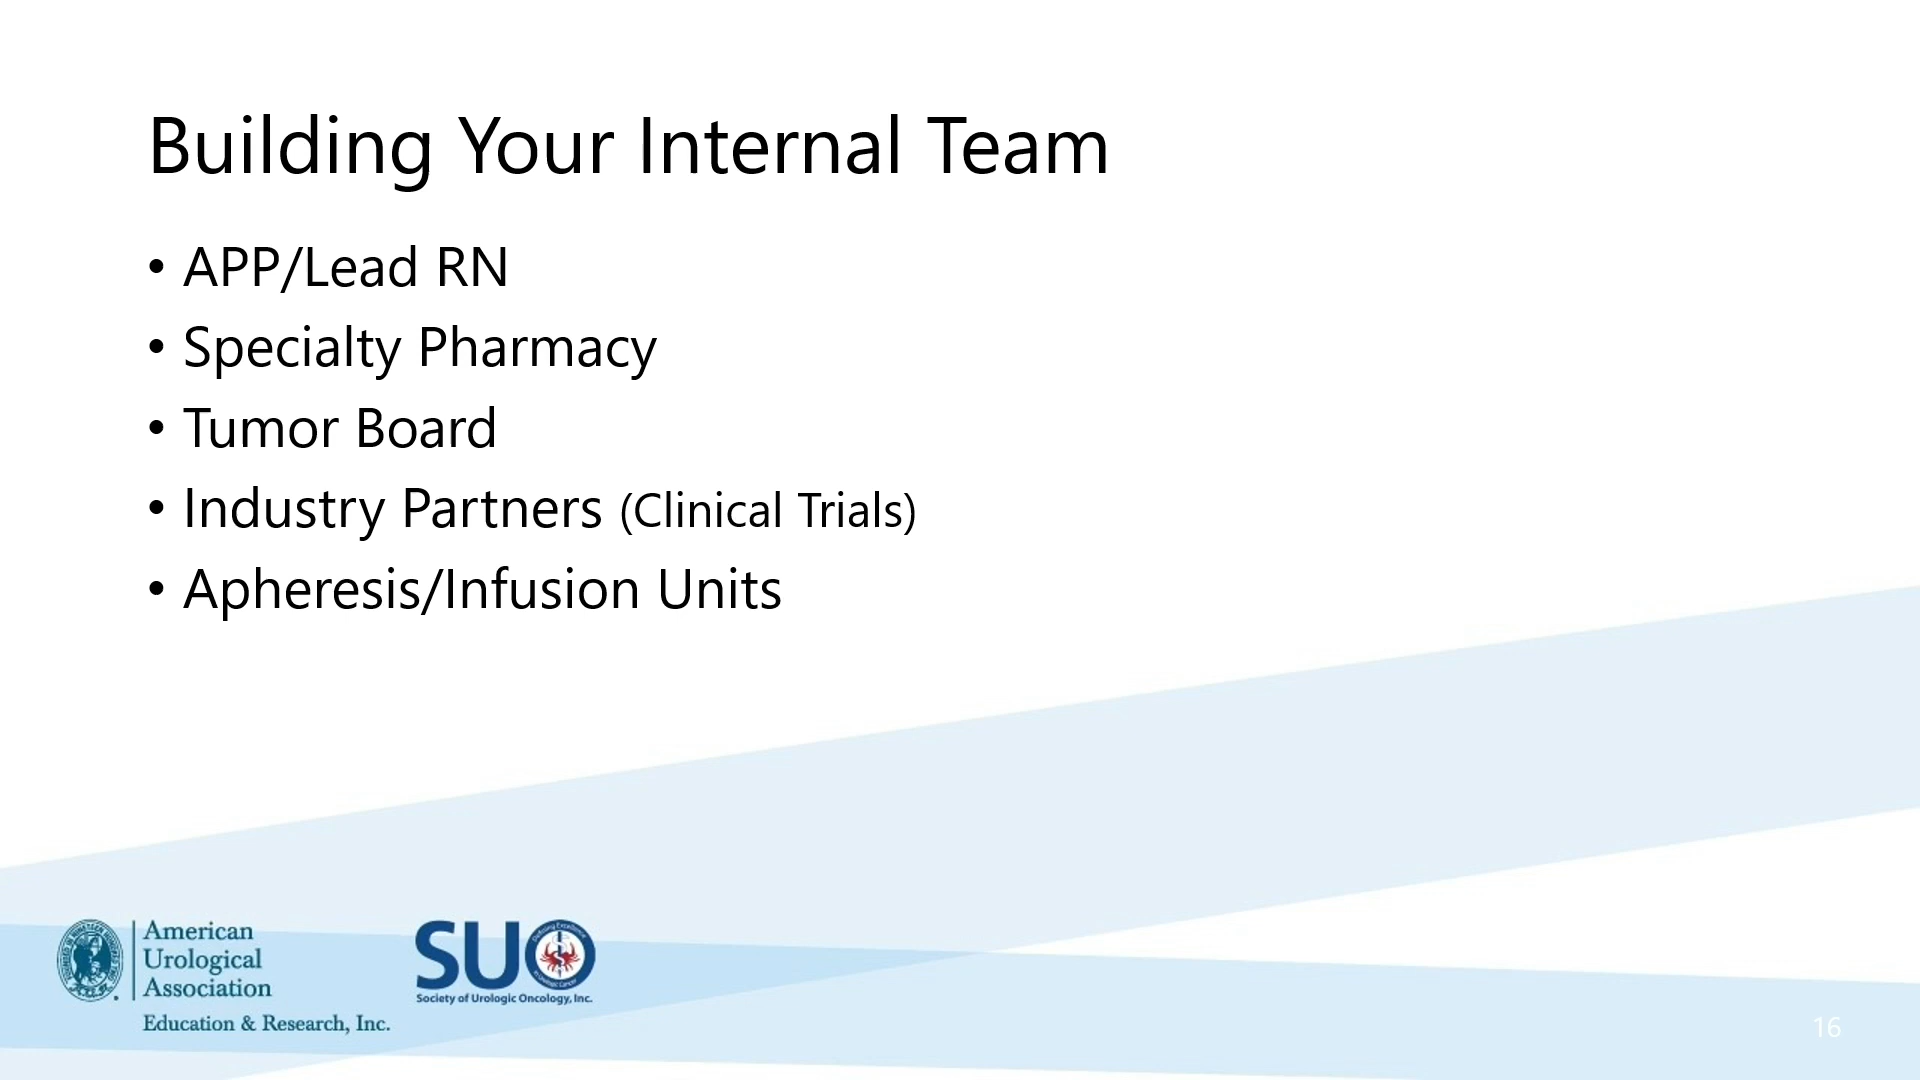 Building Your Internal Team
• APP/Lead RN
• Specialty Pharmacy
• Tumor Board
• Industry Partners (Clinical Trials)
• Apheresis/Infusion Units
American
Urological
Association
Education & Research, Inc.
SUO
Society of Urologic Oncology, Inc.
16